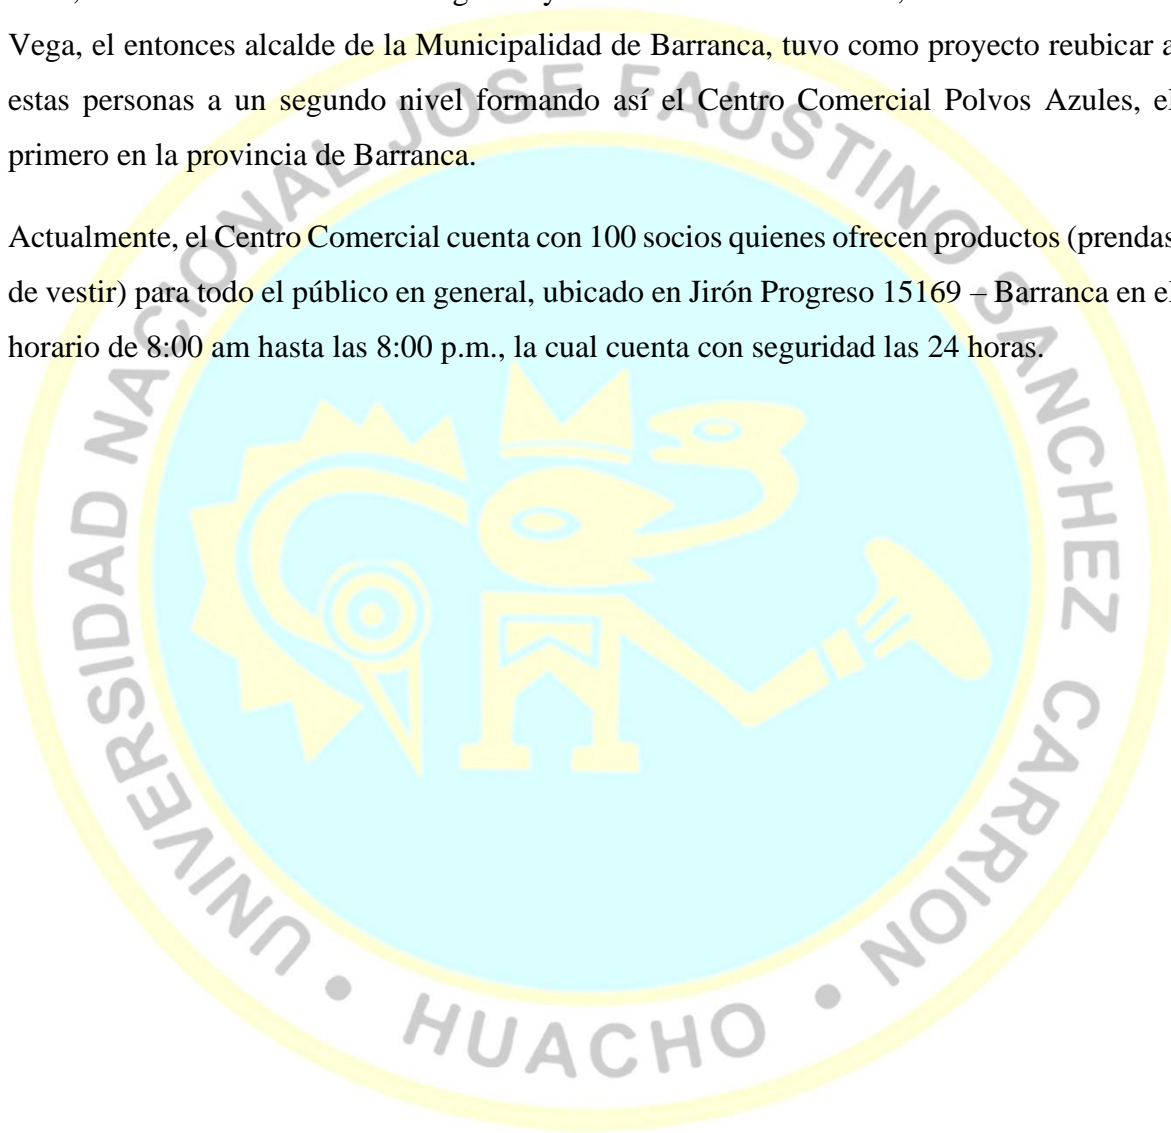 Vega, el entonces alcalde de la Municipalidad de Barranca, tuvo como proyecto reubicar a
estas personas a un segundo nivel formando así el Centro Comercial Polvos Azules, el
primero en la provincia de Barranca.
Actualmente, el Centro Comercial cuenta con 100 socios quienes ofrecen productos (prendas
de vestir) para todo el público en general, ubicado en Jirón Progreso 15169 – Barranca en el
horario de 8:00 am hasta las 8:00 p.m., la cual cuenta con seguridad las 24 horas.
UNIVERSIDAD NACIONAL JOSE FAUSTINO SANCHEZ CARRION
• HUACHO •